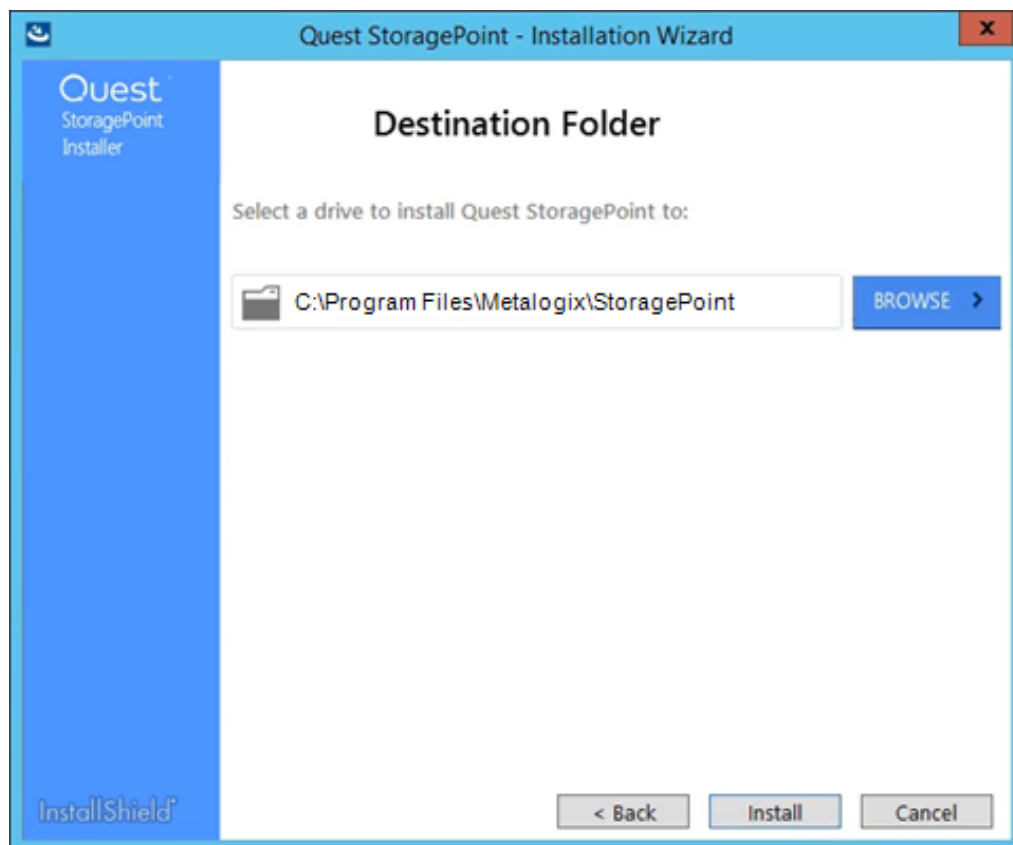 Quest StoragePoint - Installation Wizard
x
Quest
StoragePoint
Installer
Destination Folder
Select a drive to install Quest StoragePoint to:
C:\Program Files\Metalogix\StoragePoint
BROWSE >
InstallShield
< Back
Install
Cancel